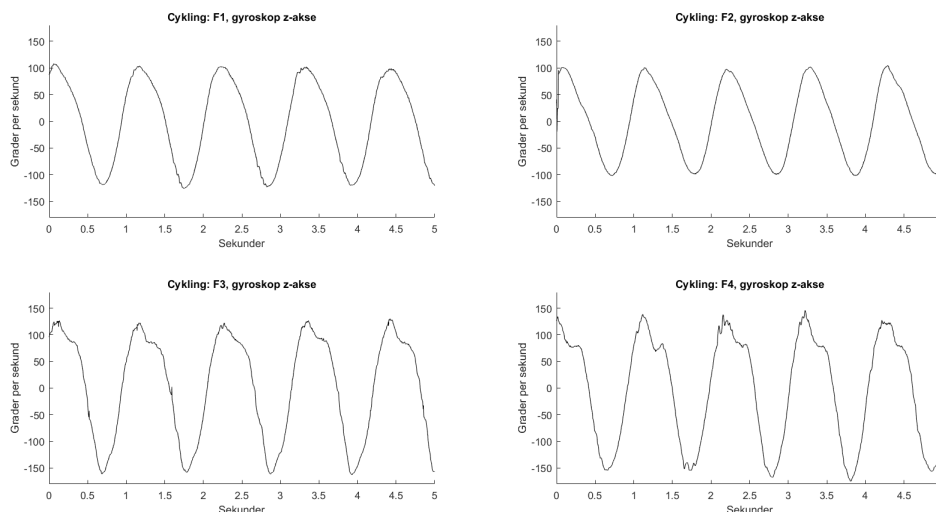 Cykling: F1, gyroskop z-akse
150
100
50
0
-50
-100
-150
Grader per sekund
0 0.5 1 1.5 2 2.5 3 3.5 4 4.5 5
Sekunder
Cykling: F2, gyroskop z-akse
150
100
50
0
-50
-100
-150
Grader per sekund
0 0.5 1 1.5 2 2.5 3 3.5 4 4.5
Sekunder
Cykling: F3, gyroskop z-akse
150
100
50
0
-50
-100
-150
Grader per sekund
0 0.5 1 1.5 2 2.5 3 3.5 4 4.5 5
Sekunder
Cykling: F4, gyroskop z-akse
150
100
50
0
-50
-100
-150
Grader per sekund
0 0.5 1 1.5 2 2.5 3 3.5 4 4.5
Sekunder